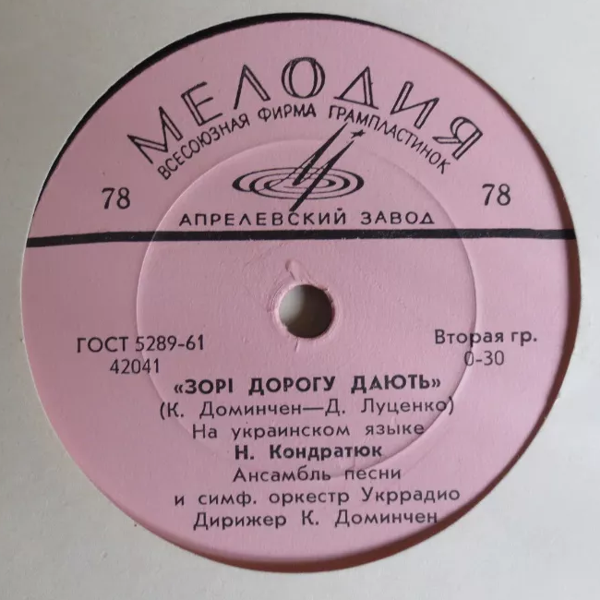 МЕЛОДИЯ
ВСЕСОЮЗНАЯ ФИРМА ГРАМПЛАСТИНОК
78
78
АПРЕЛЕВСКИЙ ЗАВОД
ГОСТ 5289-61
42041
Вторая гр.
0-30
«ЗОРІ ДОРОГУ ДАЮТЬ»
(К. Доминчен—Д. Луценко)
На украинском языке
Н. Кондратюк
Ансамбль песни
и симф. оркестр Укррадио
Дирижер К. Доминчен